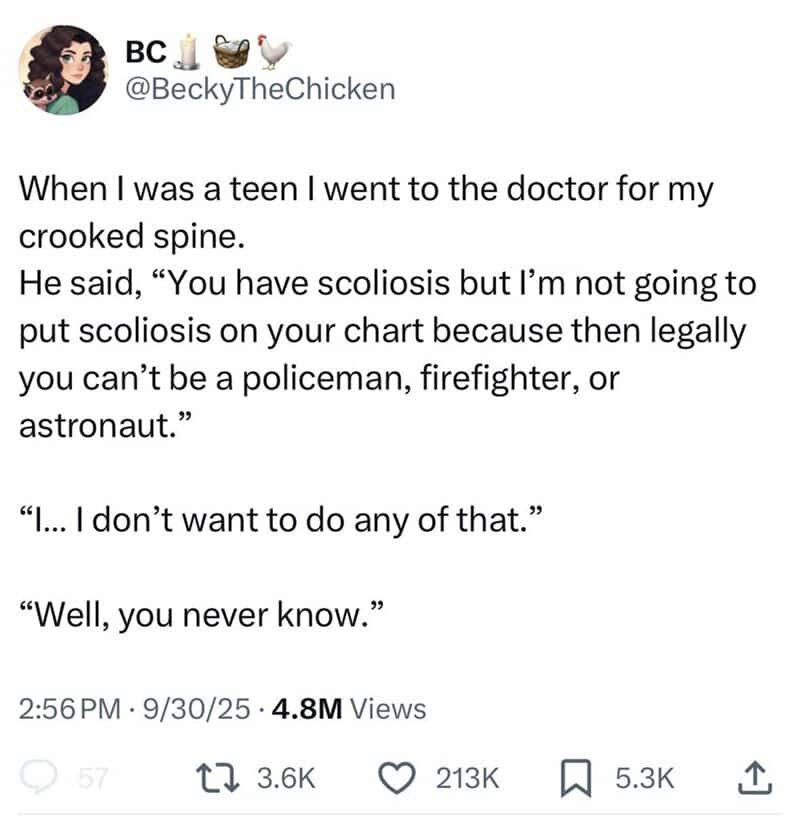 BC
@BeckyTheChicken
When I was a teen I went to the doctor for my
crooked spine.
He said, “You have scoliosis but I’m not going to
put scoliosis on your chart because then legally
you can’t be a policeman, firefighter, or
astronaut.”
“I... I don’t want to do any of that.”
“Well, you never know.”
2:56 PM · 9/30/25 · 4.8M Views
57 3.6K 213K 5.3K